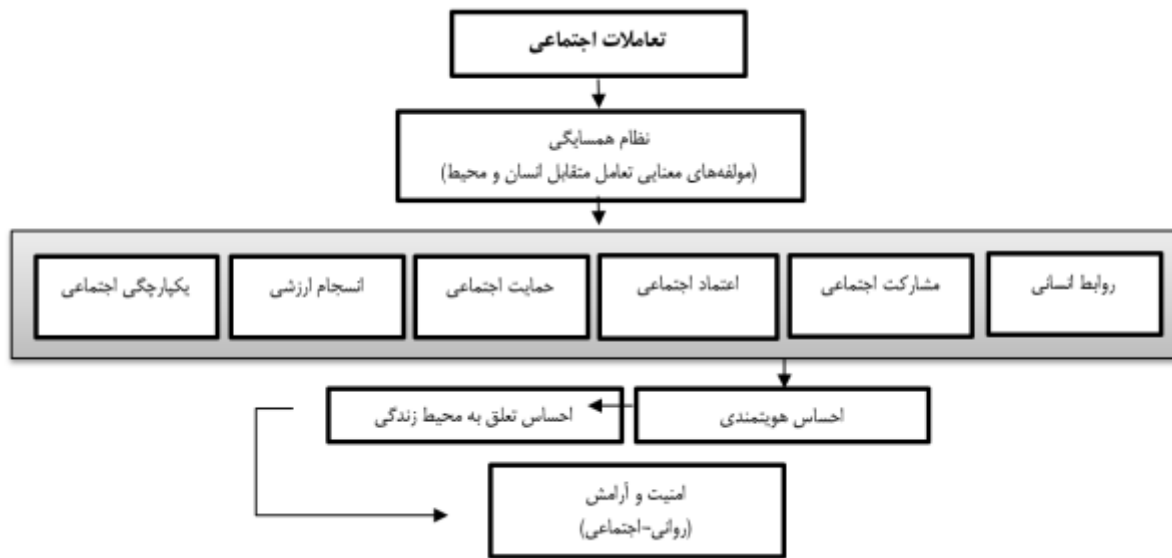 تعاملات اجتماعی
نظام همسایگی
(مولفه‌های معنایی تعامل متقابل انسان و محیط)
روابط انسانی
مشارکت اجتماعی
اعتماد اجتماعی
حمایت اجتماعی
انسجام ارزشی
یکپارچگی اجتماعی
احساس هویتمندی
احساس تعلق به محیط زندگی
امنیت و آرامش
(روانی-اجتماعی)